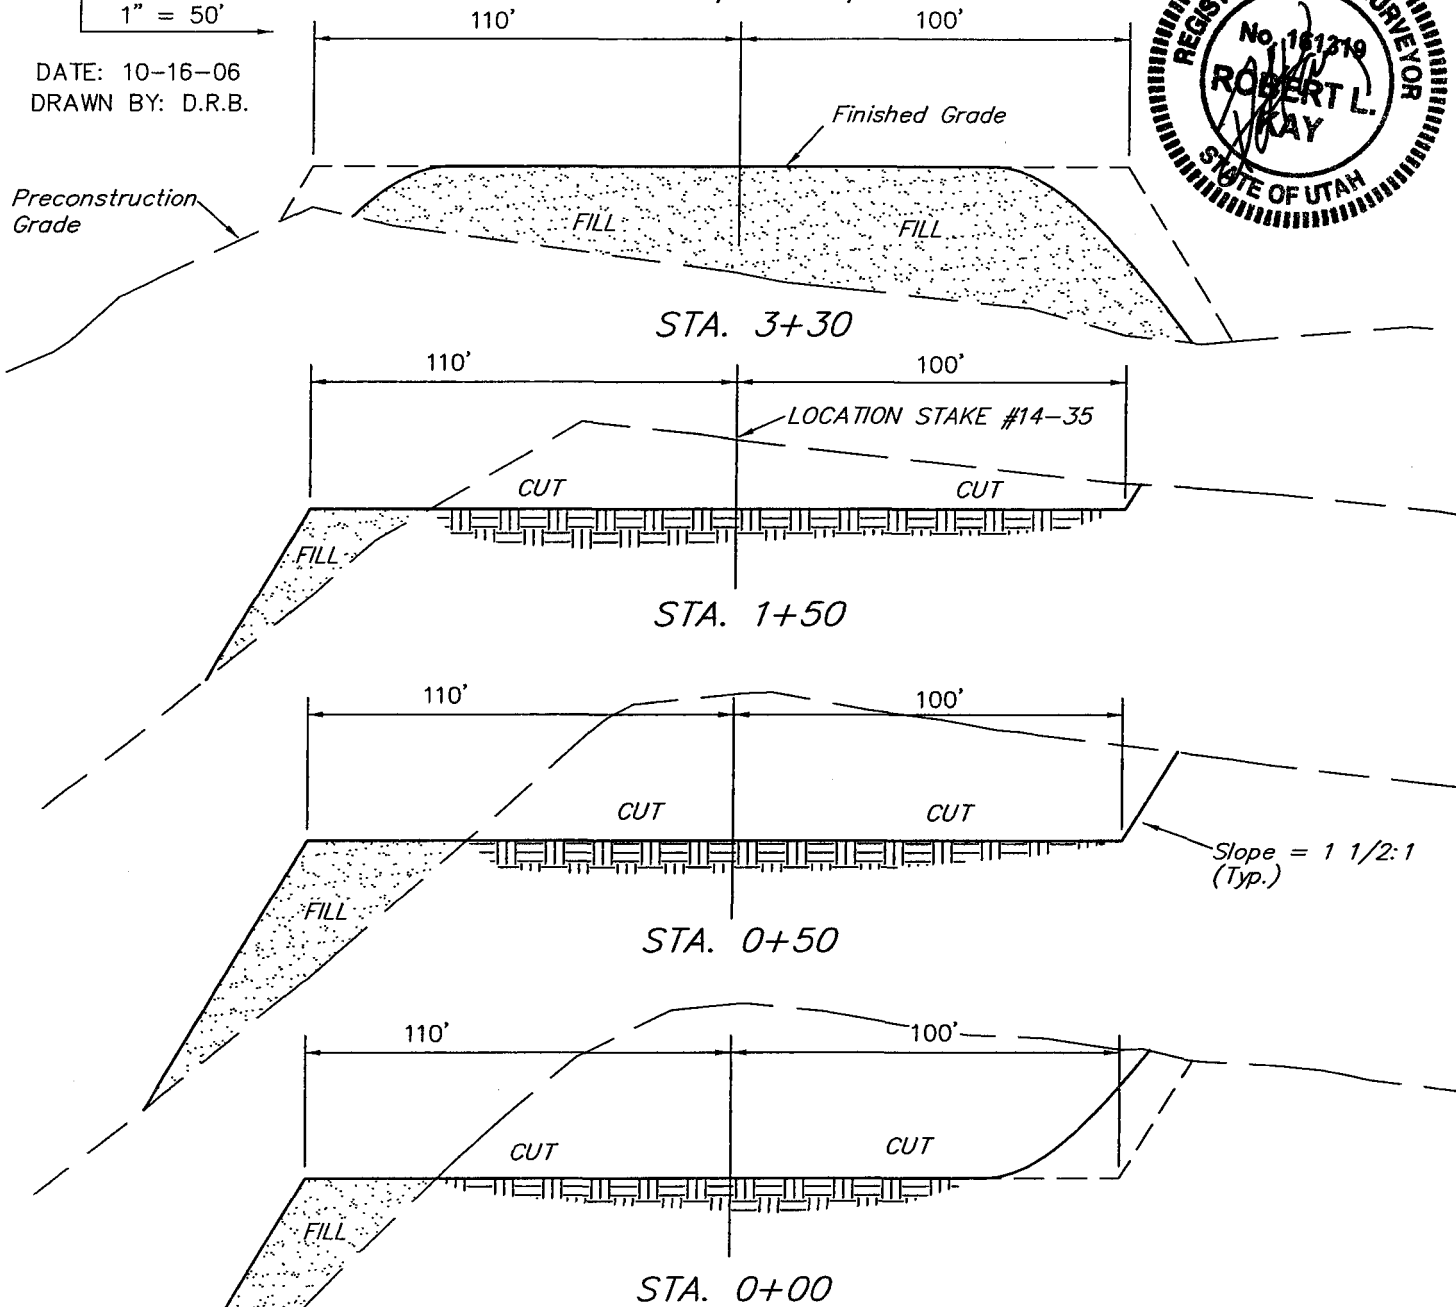 1" = 50'
DATE: 10-16-06
DRAWN BY: D.R.B.
110'
100'
REGIS
RVEYOR
No. 161319
ROBERT L.
KAY
STATE OF UTAH
Finished Grade
Preconstruction
Grade
FILL
FILL
STA. 3+30
110'
100'
LOCATION STAKE #14-35
CUT
CUT
FILL
STA. 1+50
110'
100'
CUT
CUT
Slope = 1 1/2:1
(Typ.)
FILL
STA. 0+50
110'
100'
CUT
CUT
FILL
STA. 0+00